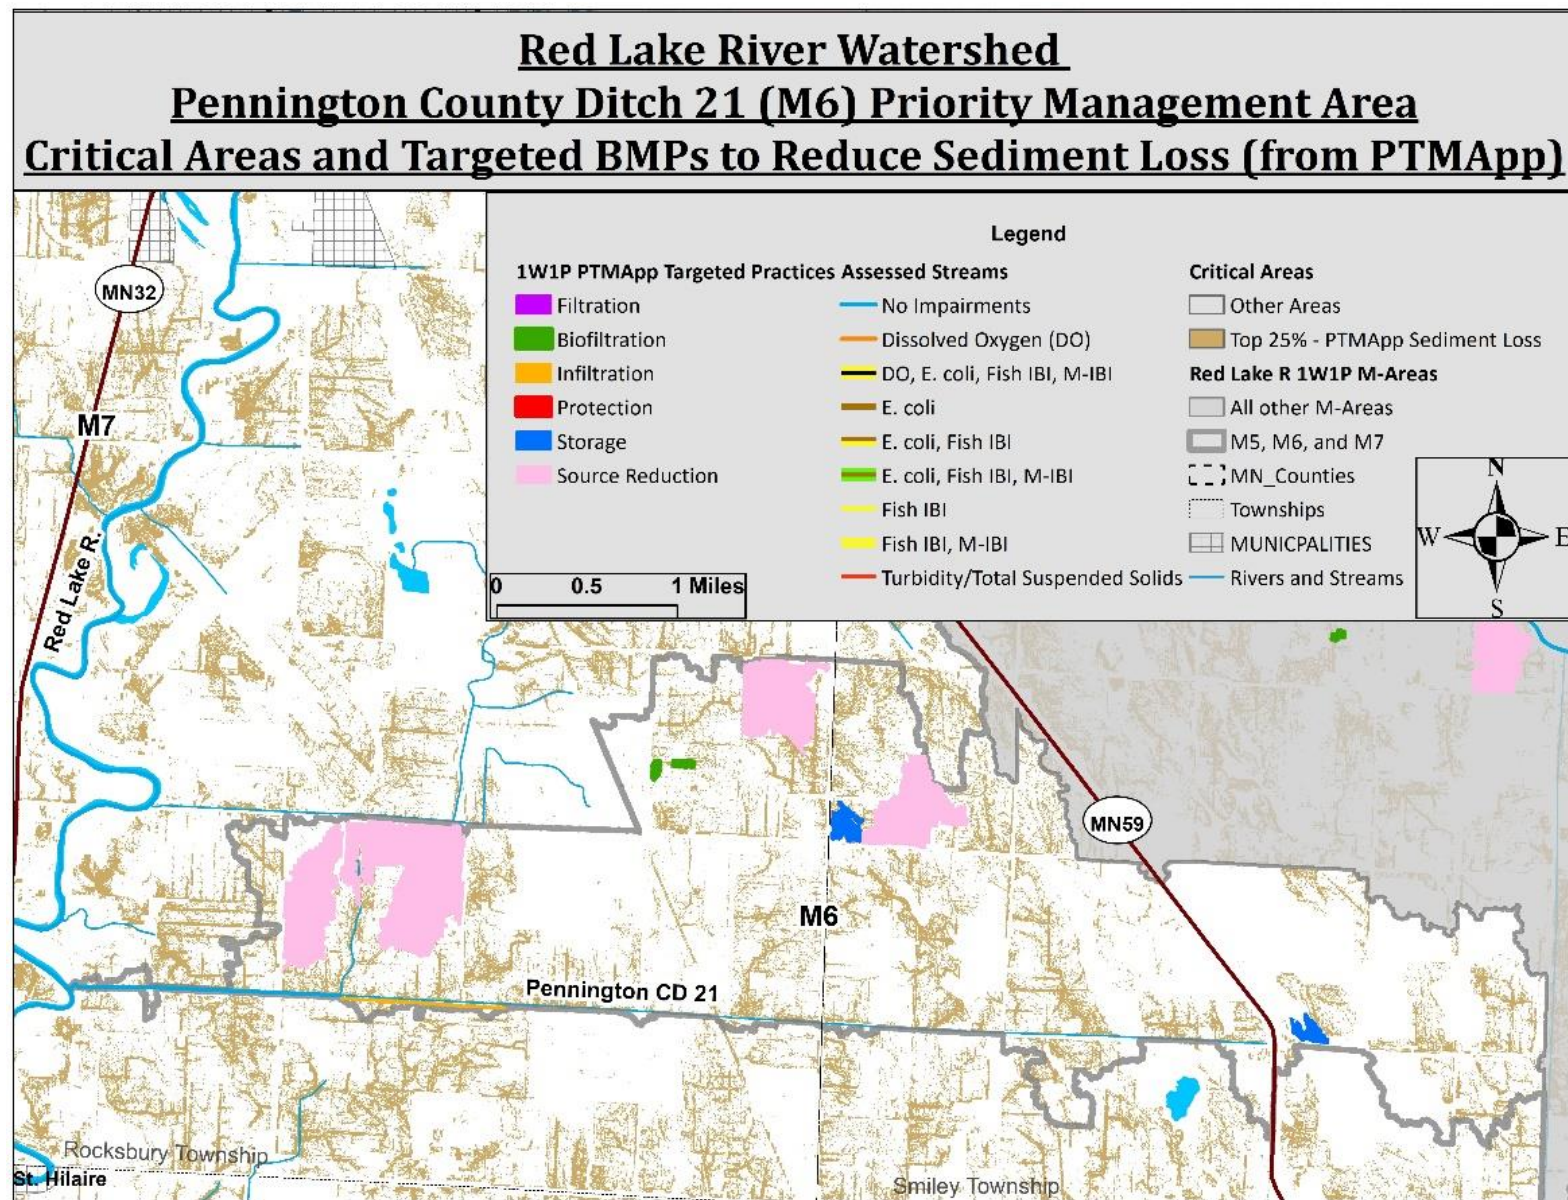 Red Lake River Watershed
Pennington County Ditch 21 (M6) Priority Management Area
Critical Areas and Targeted BMPs to Reduce Sediment Loss (from PTMApp)
Legend
1W1P PTMApp Targeted Practices
Filtration
Biofiltration
Infiltration
Protection
Storage
Source Reduction
Assessed Streams
No Impairments
Dissolved Oxygen (DO)
DO, E. coli, Fish IBI, M-IBI
E. coli
E. coli, Fish IBI
E. coli, Fish IBI, M-IBI
Fish IBI
Fish IBI, M-IBI
Turbidity/Total Suspended Solids
Critical Areas
Other Areas
Top 25% - PTMApp Sediment Loss
Red Lake R 1W1P M-Areas
All other M-Areas
M5, M6, and M7
MN_Counties
Townships
MUNICPALITIES
Rivers and Streams
N
W
E
S
0 0.5 1 Miles
MN32
M7
Red Lake R.
MN59
M6
Pennington CD 21
Rocksbury Township
St. Hilaire
Smiley Township